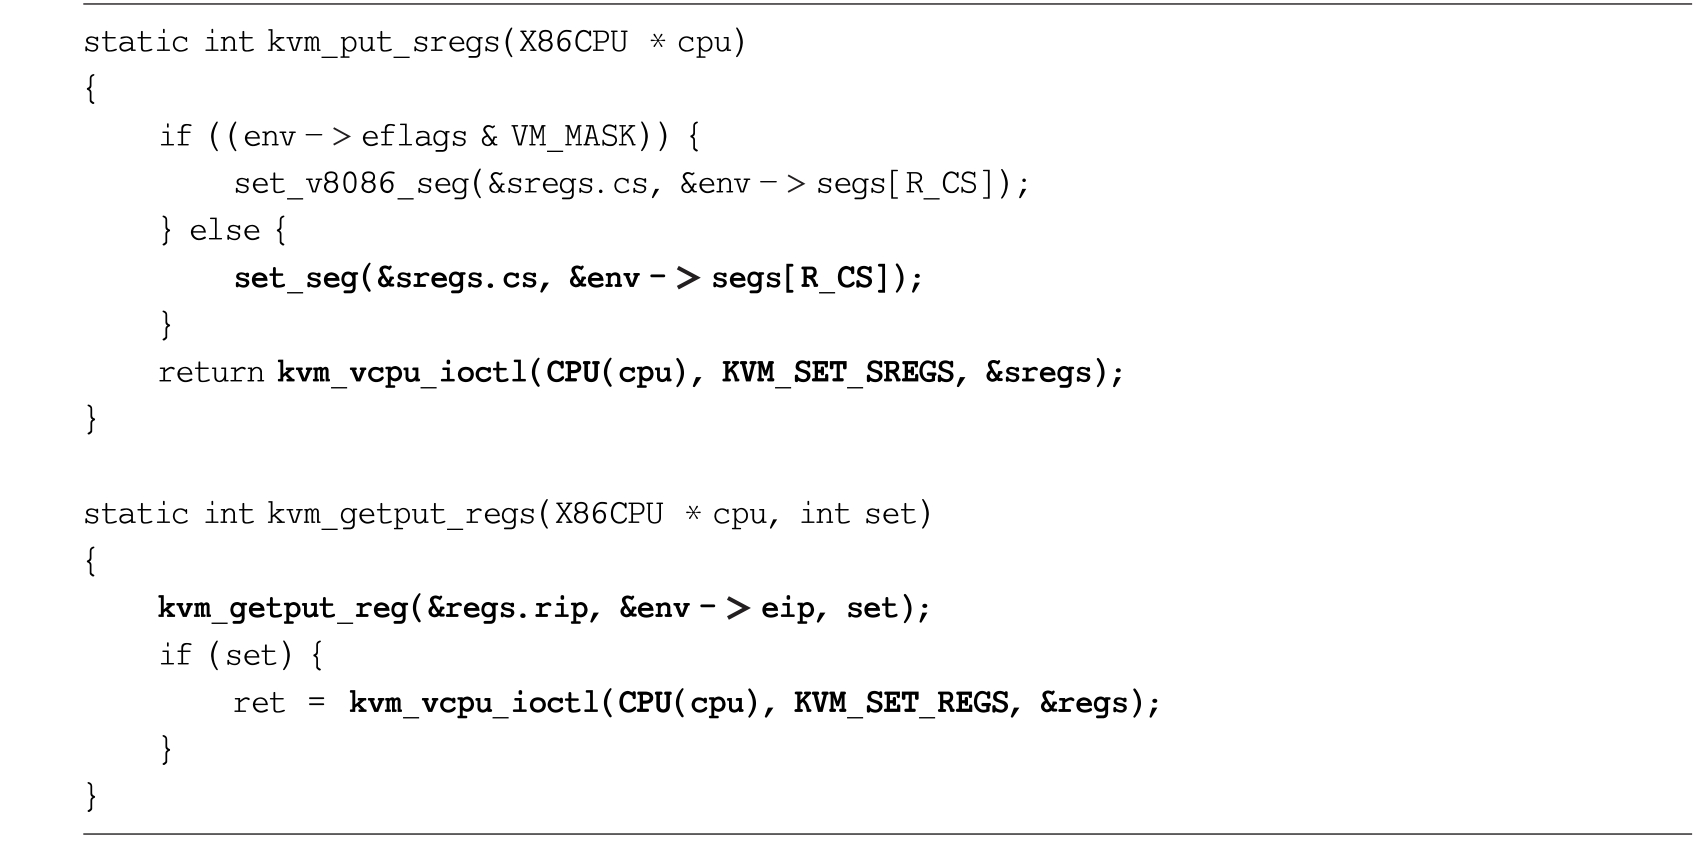 static int kvm_put_sregs(X86CPU * cpu)
{
if ((env -> eflags & VM_MASK)) {
set_v8086_seg(&sregs.cs, &env -> segs[R_CS]);
} else {
set_seg(&sregs.cs, &env -> segs[R_CS]);
}
return kvm_vcpu_ioctl(CPU(cpu), KVM_SET_SREGS, &sregs);
}
static int kvm_getput_regs(X86CPU * cpu, int set)
{
kvm_getput_reg(&regs.rip, &env -> eip, set);
if (set) {
ret = kvm_vcpu_ioctl(CPU(cpu), KVM_SET_REGS, &regs);
}
}